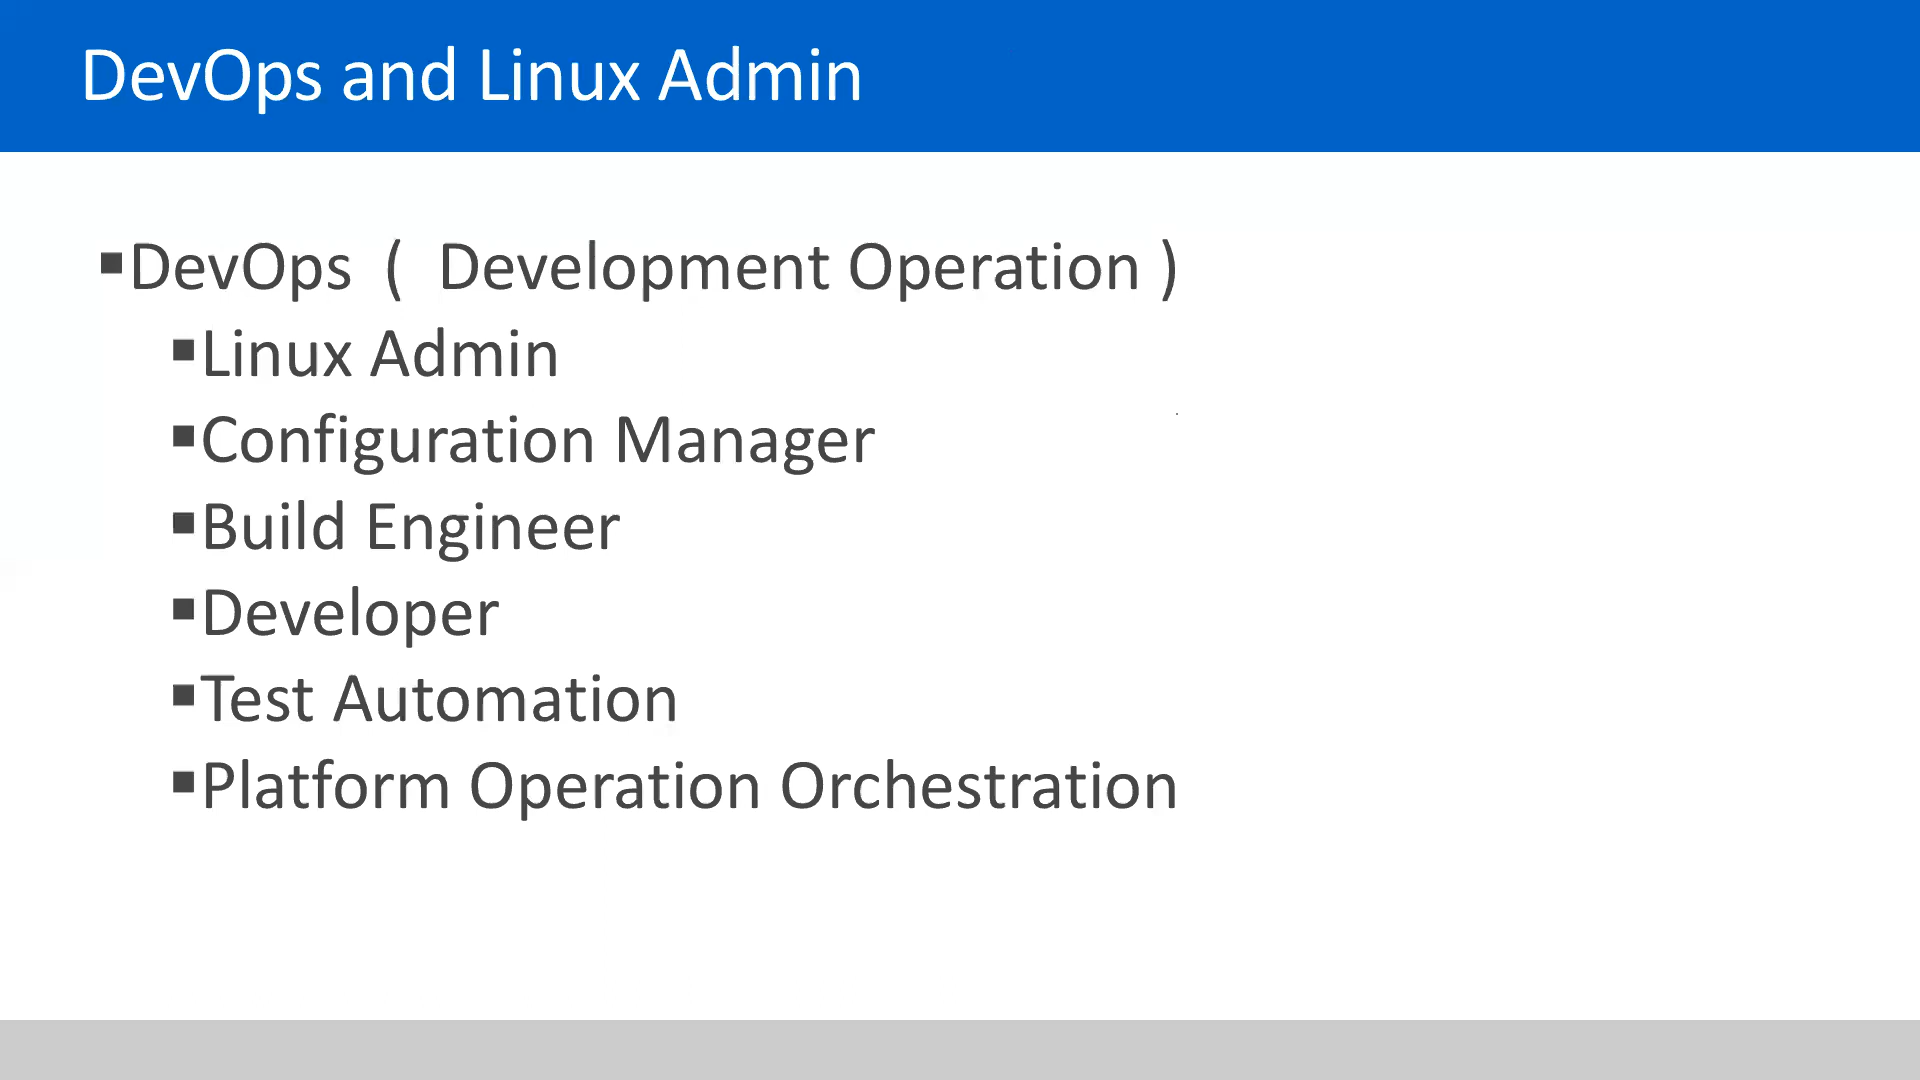 DevOps and Linux Admin
▪DevOps ( Development Operation )
▪Linux Admin
▪Configuration Manager
▪Build Engineer
▪Developer
▪Test Automation
▪Platform Operation Orchestration